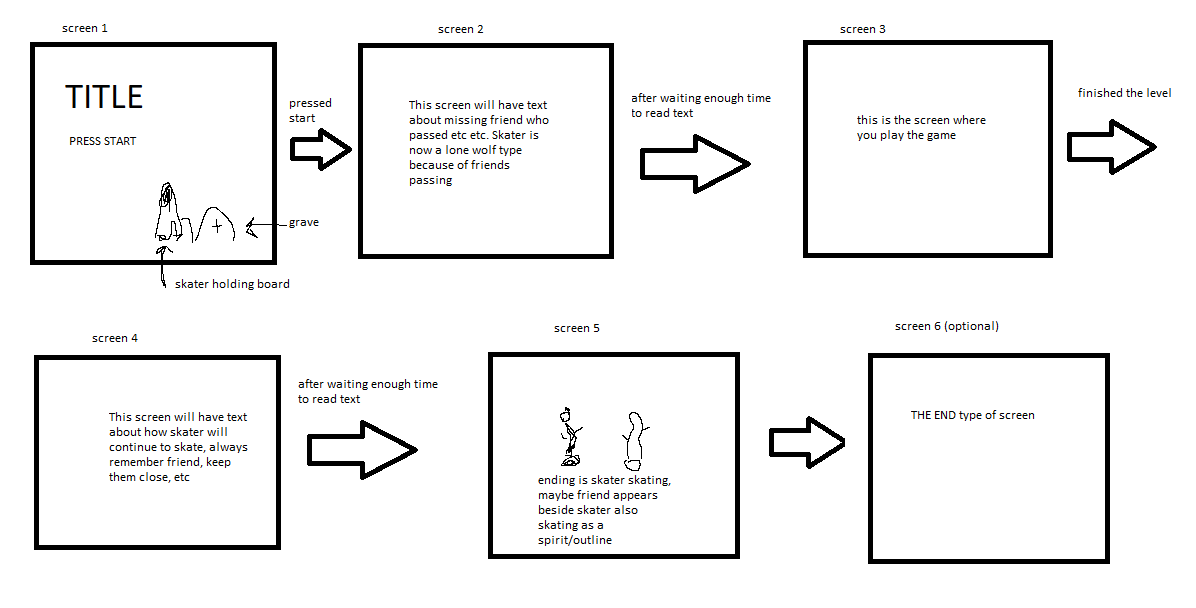 screen 1
TITLE
PRESS START
grave
skater holding board
pressed
start
screen 2
This screen will have text
about missing friend who
passed etc etc. Skater is
now a lone wolf type
because of friends
passing
after waiting enough time
to read text
screen 3
this is the screen where
you play the game
finished the level
screen 4
This screen will have text
about how skater will
continue to skate, always
remember friend, keep
them close, etc
after waiting enough time
to read text
screen 5
ending is skater skating,
maybe friend appears
beside skater also
skating as a
spirit/outline
screen 6 (optional)
THE END type of screen